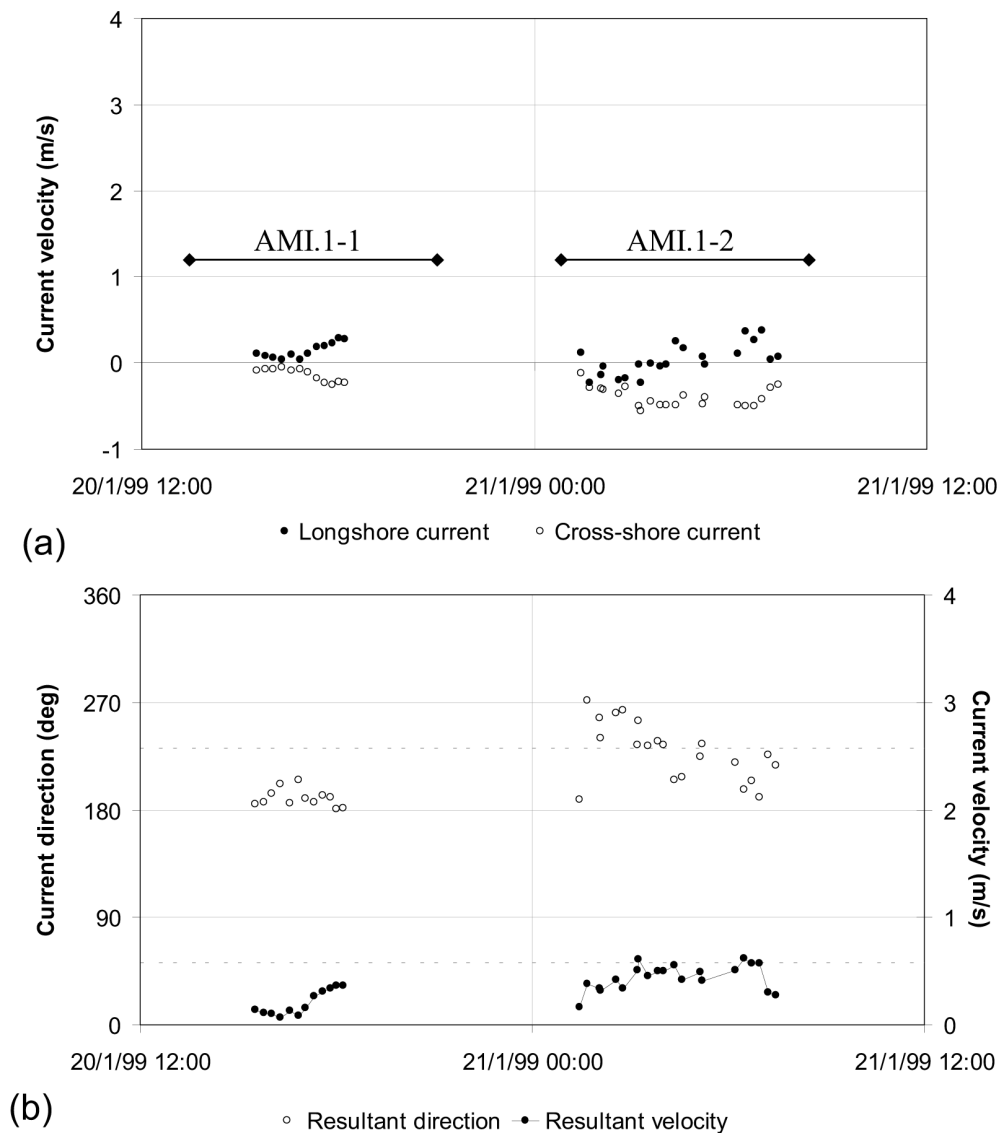 4
3
2
1
0
-1
Current velocity (m/s)
AMI.1-1
AMI.1-2
20/1/99 12:00
21/1/99 00:00
21/1/99 12:00
Longshore current
Cross-shore current
(a)
360
270
180
90
0
Current direction (deg)
4
3
2
1
0
Current velocity (m/s)
20/1/99 12:00
21/1/99 00:00
21/1/99 12:00
(b)
Resultant direction
Resultant velocity